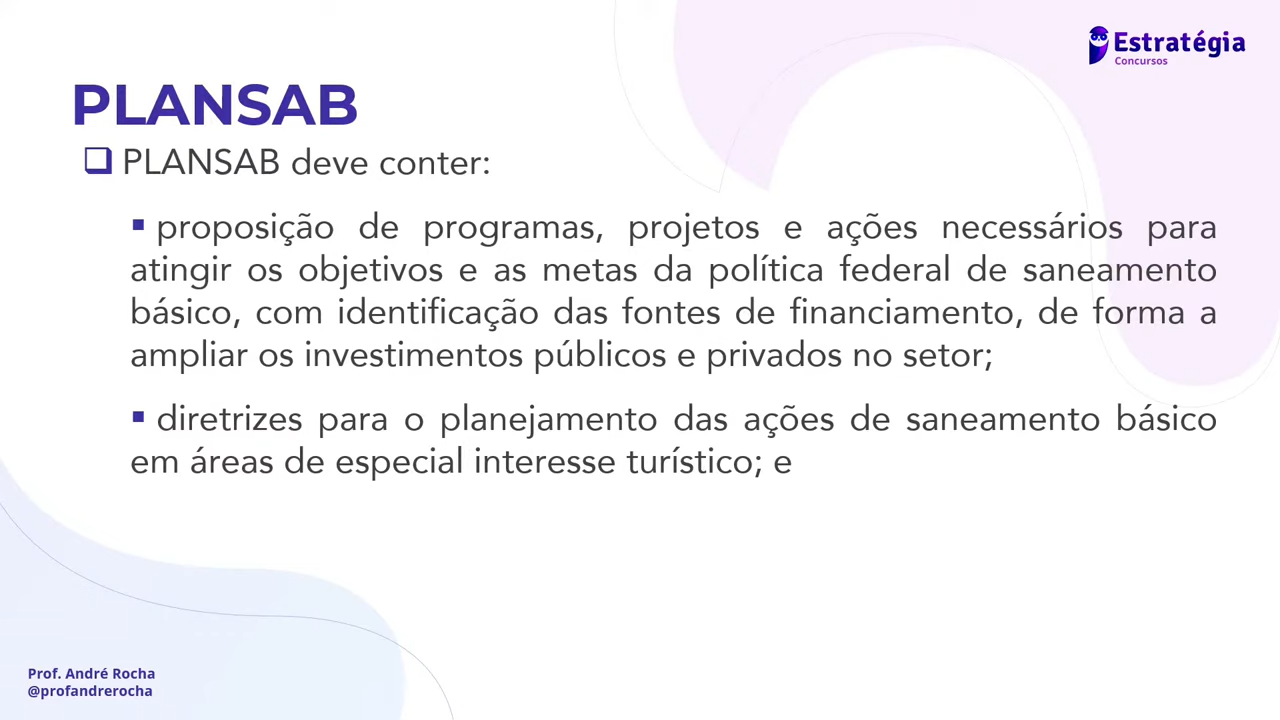 Estratégia
Concursos
PLANSAB
PLANSAB deve conter:
proposição de programas, projetos e ações necessários para
atingir os objetivos e as metas da política federal de saneamento
básico, com identificação das fontes de financiamento, de forma a
ampliar os investimentos públicos e privados no setor;
diretrizes para o planejamento das ações de saneamento básico
em áreas de especial interesse turístico; e
Prof. André Rocha
@profandrerocha